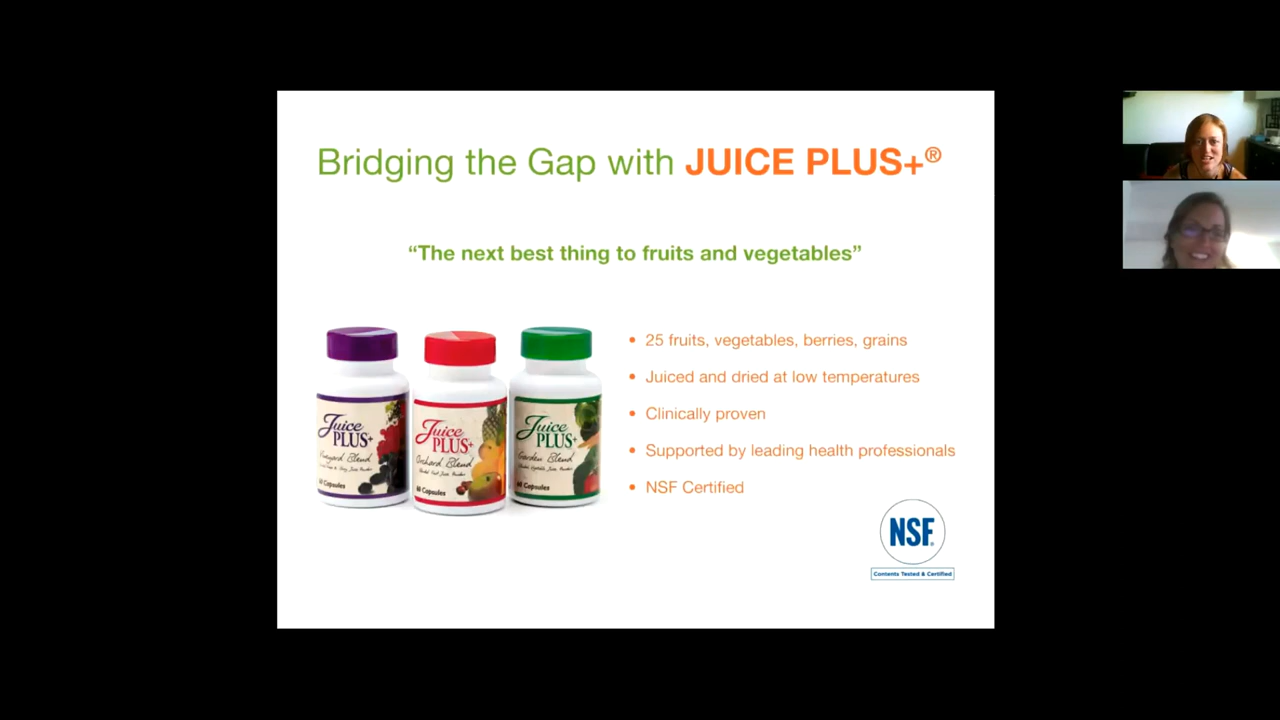 Bridging the Gap with JUICE PLUS+®
“The next best thing to fruits and vegetables”
• 25 fruits, vegetables, berries, grains
• Juiced and dried at low temperatures
• Clinically proven
• Supported by leading health professionals
• NSF Certified
Juice
PLUS+
Vineyard Blend
60 Capsules
Juice
PLUS+
Orchard Blend
60 Capsules
Juice
PLUS+
Garden Blend
60 Capsules
NSF®
Contents Tested & Certified